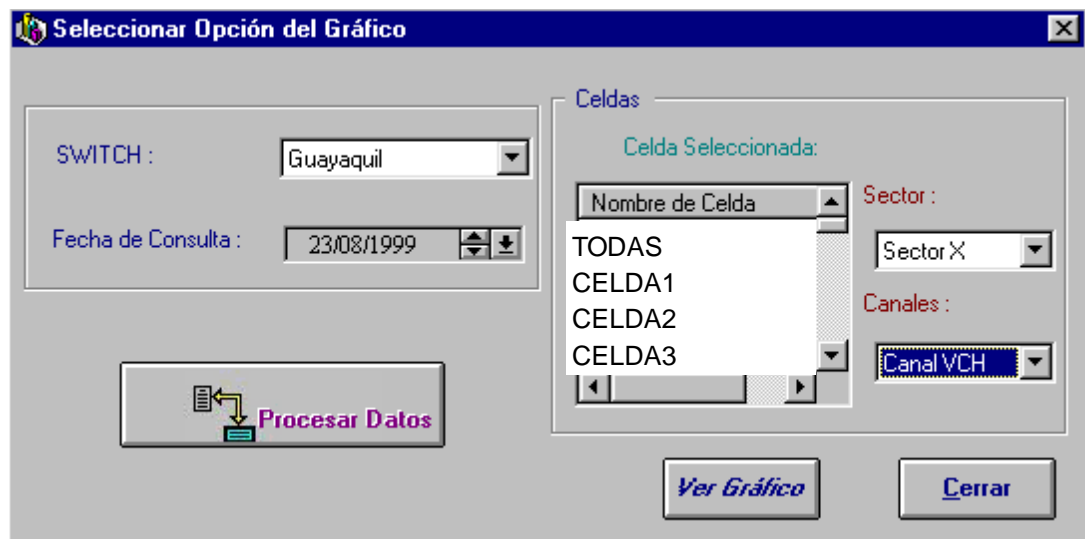 Seleccionar Opción del Gráfico
SWITCH :
Guayaquil
Fecha de Consulta :
23/08/1999
Procesar Datos
Celdas
Celda Seleccionada:
Nombre de Celda
TODAS
CELDA1
CELDA2
CELDA3
Sector :
Sector X
Canales :
Canal VCH
Ver Gráfico
Cerrar